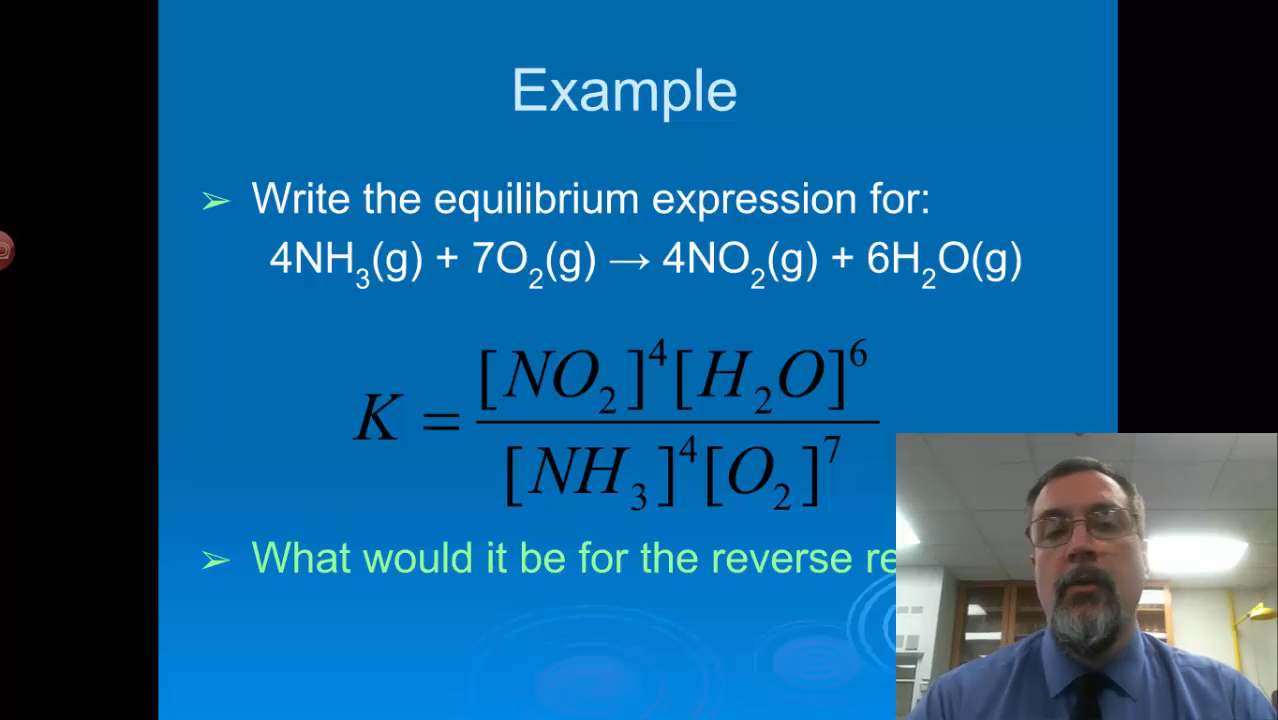 Example
➢ Write the equilibrium expression for:
4NH₃(g) + 7O₂(g) → 4NO₂(g) + 6H₂O(g)
K = [NO₂]⁴[H₂O]⁶ / [NH₃]⁴[O₂]⁷
➢ What would it be for the reverse re